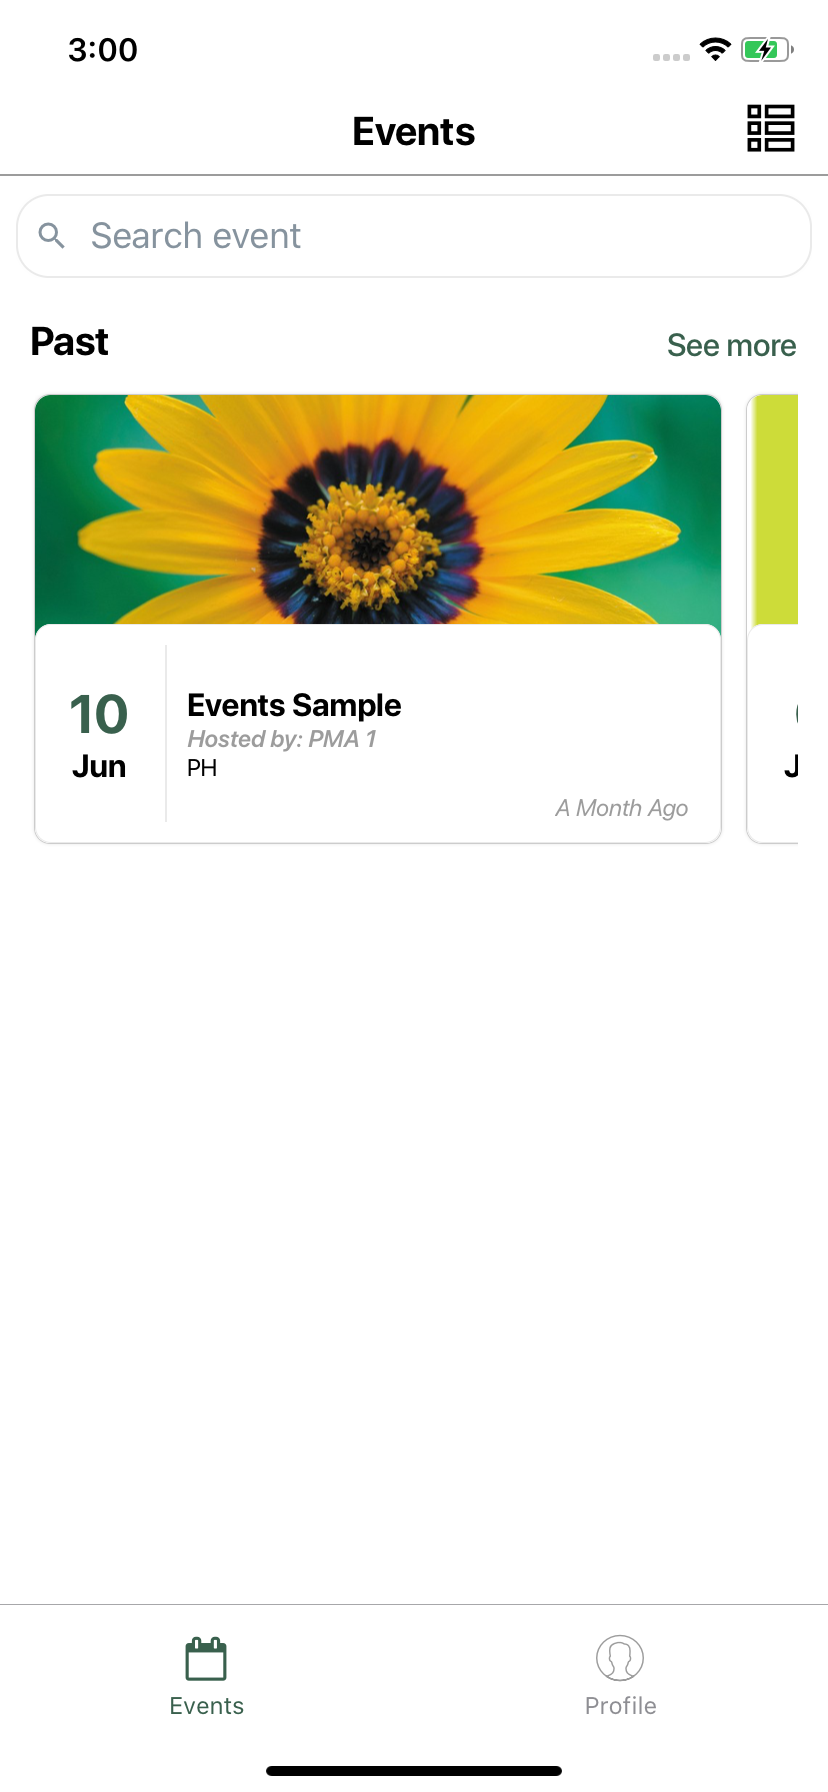 3:00
Events
Search event
Past
See more
10
Jun
Events Sample
Hosted by: PMA 1
PH
A Month Ago
Events
Profile